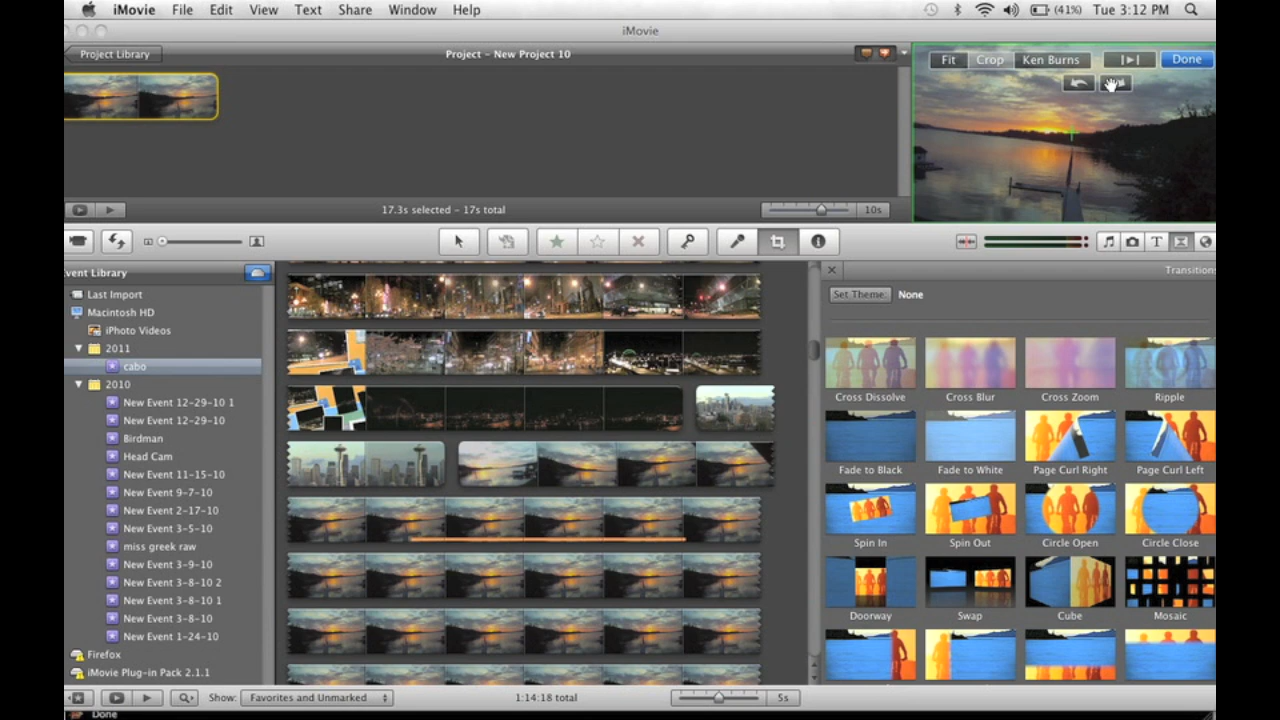 iMovie File Edit View Text Share Window Help (41%) Tue 3:12 PM
iMovie
Project Library
Project - New Project 10
Fit Crop Ken Burns Done
17.3s selected - 17s total
10s
Event Library
Last Import
Macintosh HD
iPhoto Videos
2011
cabo
2010
New Event 12-29-10 1
New Event 12-29-10
Birdman
Head Cam
New Event 11-15-10
New Event 9-7-10
New Event 2-17-10
New Event 3-5-10
miss greek raw
New Event 3-9-10
New Event 3-8-10 2
New Event 3-8-10 1
New Event 3-8-10
New Event 1-24-10
Firefox
iMovie Plug-in Pack 2.1.1
Transitions
Set Theme: None
Cross Dissolve Cross Blur Cross Zoom Ripple
Fade to Black Fade to White Page Curl Right Page Curl Left
Spin In Spin Out Circle Open Circle Close
Doorway Swap Cube Mosaic
Show: Favorites and Unmarked 1:14:18 total 5s
Done